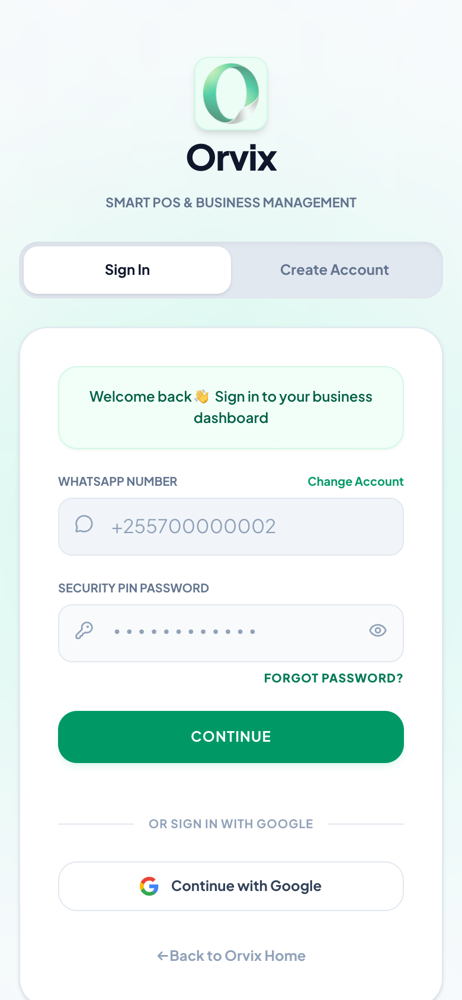 Orvix
SMART POS & BUSINESS MANAGEMENT
Sign In
Create Account
Welcome back👋 Sign in to your business
dashboard
WHATSAPP NUMBER
Change Account
+255700000002
SECURITY PIN PASSWORD
••••••••••••
FORGOT PASSWORD?
CONTINUE
OR SIGN IN WITH GOOGLE
Continue with Google
←Back to Orvix Home